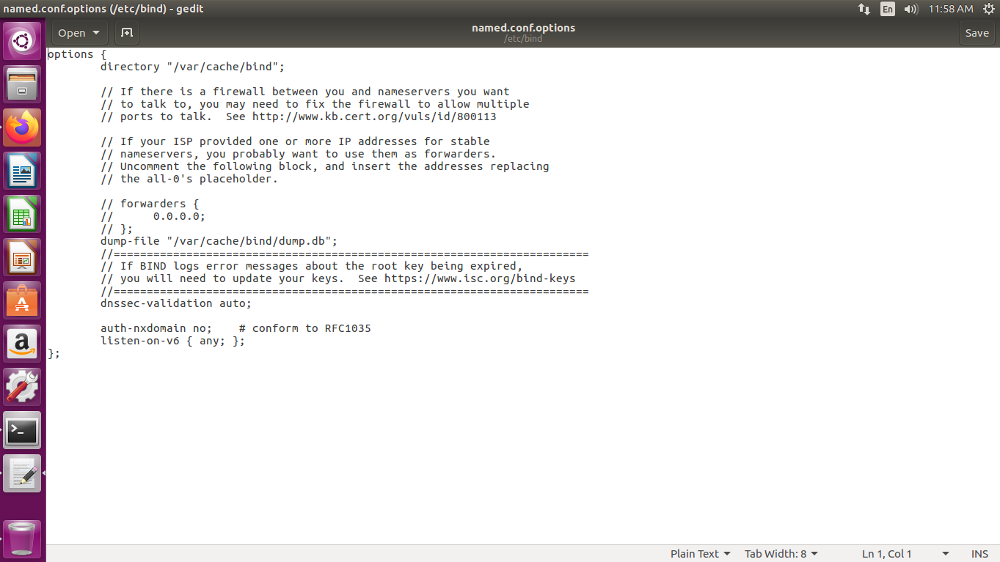 named.conf.options (/etc/bind) - gedit
En
11:58 AM
Open
named.conf.options
/etc/bind
Save
options {
directory "/var/cache/bind";
// If there is a firewall between you and nameservers you want
// to talk to, you may need to fix the firewall to allow multiple
// ports to talk.  See http://www.kb.cert.org/vuls/id/800113
// If your ISP provided one or more IP addresses for stable
// nameservers, you probably want to use them as forwarders.
// Uncomment the following block, and insert the addresses replacing
// the all-0's placeholder.
// forwarders {
//      0.0.0.0;
// };
dump-file "/var/cache/bind/dump.db";
//========================================================================
// If BIND logs error messages about the root key being expired,
// you will need to update your keys.  See https://www.isc.org/bind-keys
//========================================================================
dnssec-validation auto;
auth-nxdomain no;    # conform to RFC1035
listen-on-v6 { any; };
};
Plain Text
Tab Width: 8
Ln 1, Col 1
INS